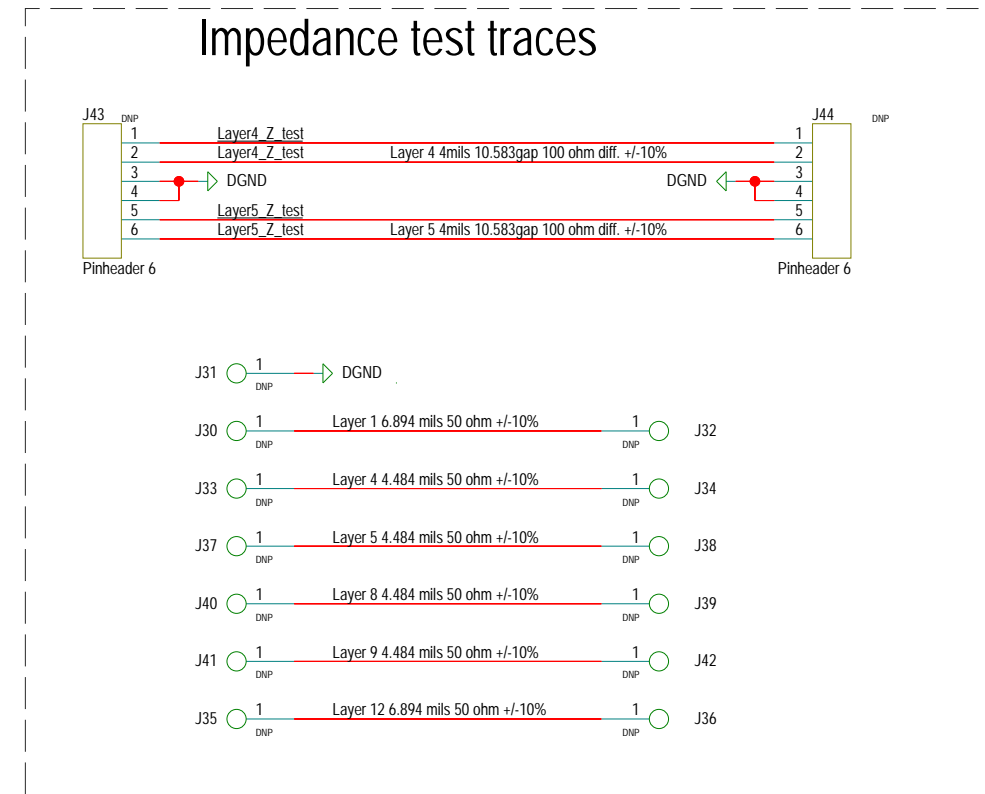 Impedance test traces
J43 DNP J44 DNP
1 Layer4_Z_test 1
2 Layer4_Z_test Layer 4 4mils 10.583gap 100 ohm diff. +/-10% 2
3 DGND DGND 3
4 4
5 Layer5_Z_test 5
6 Layer5_Z_test Layer 5 4mils 10.583gap 100 ohm diff. +/-10% 6
Pinheader 6 Pinheader 6
J31 1 DGND
DNP
J30 1 Layer 1 6.894 mils 50 ohm +/-10% 1 J32
DNP DNP
J33 1 Layer 4 4.484 mils 50 ohm +/-10% 1 J34
DNP DNP
J37 1 Layer 5 4.484 mils 50 ohm +/-10% 1 J38
DNP DNP
J40 1 Layer 8 4.484 mils 50 ohm +/-10% 1 J39
DNP DNP
J41 1 Layer 9 4.484 mils 50 ohm +/-10% 1 J42
DNP DNP
J35 1 Layer 12 6.894 mils 50 ohm +/-10% 1 J36
DNP DNP